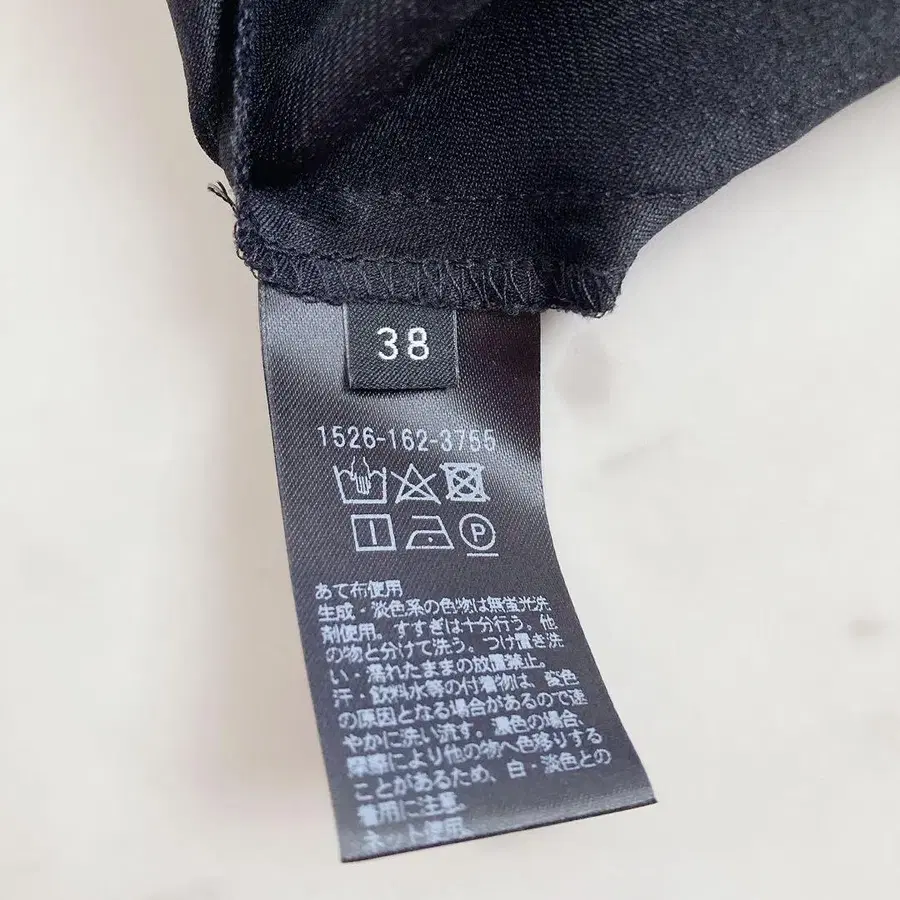 38
1526-162-3755
P
あて布使用
生成・淡色系の色物は無蛍光洗
剤使用。すすぎは十分行う。他
の物と分けて洗う。つけ置き洗
い・濡れたままの放置禁止。
汗・飲料水等の付着物は、変色
の原因となる場合があるので速
やかに洗い流す。濃色の場合、
摩擦により他の物へ色移りする
ことがあるため、白・淡色との
着用に注意。
ネット使用。